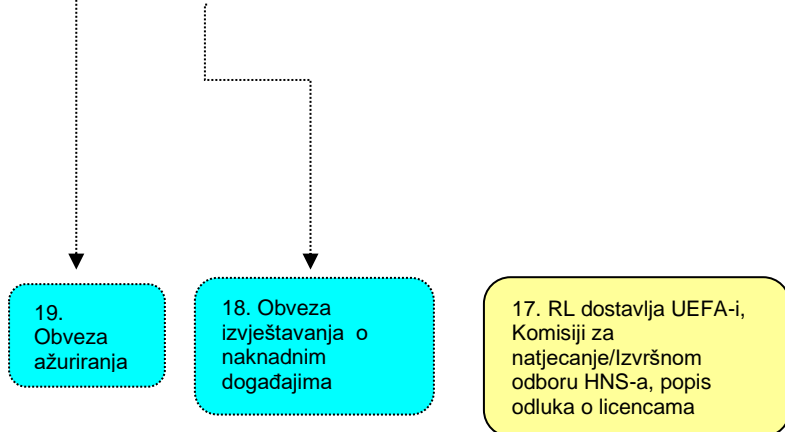 19.
Obveza
ažuriranja
18. Obveza
izvještavanja o
naknadnim
događajima
17. RL dostavlja UEFA-i,
Komisiji za
natjecanje/Izvršnom
odboru HNS-a, popis
odluka o licencama